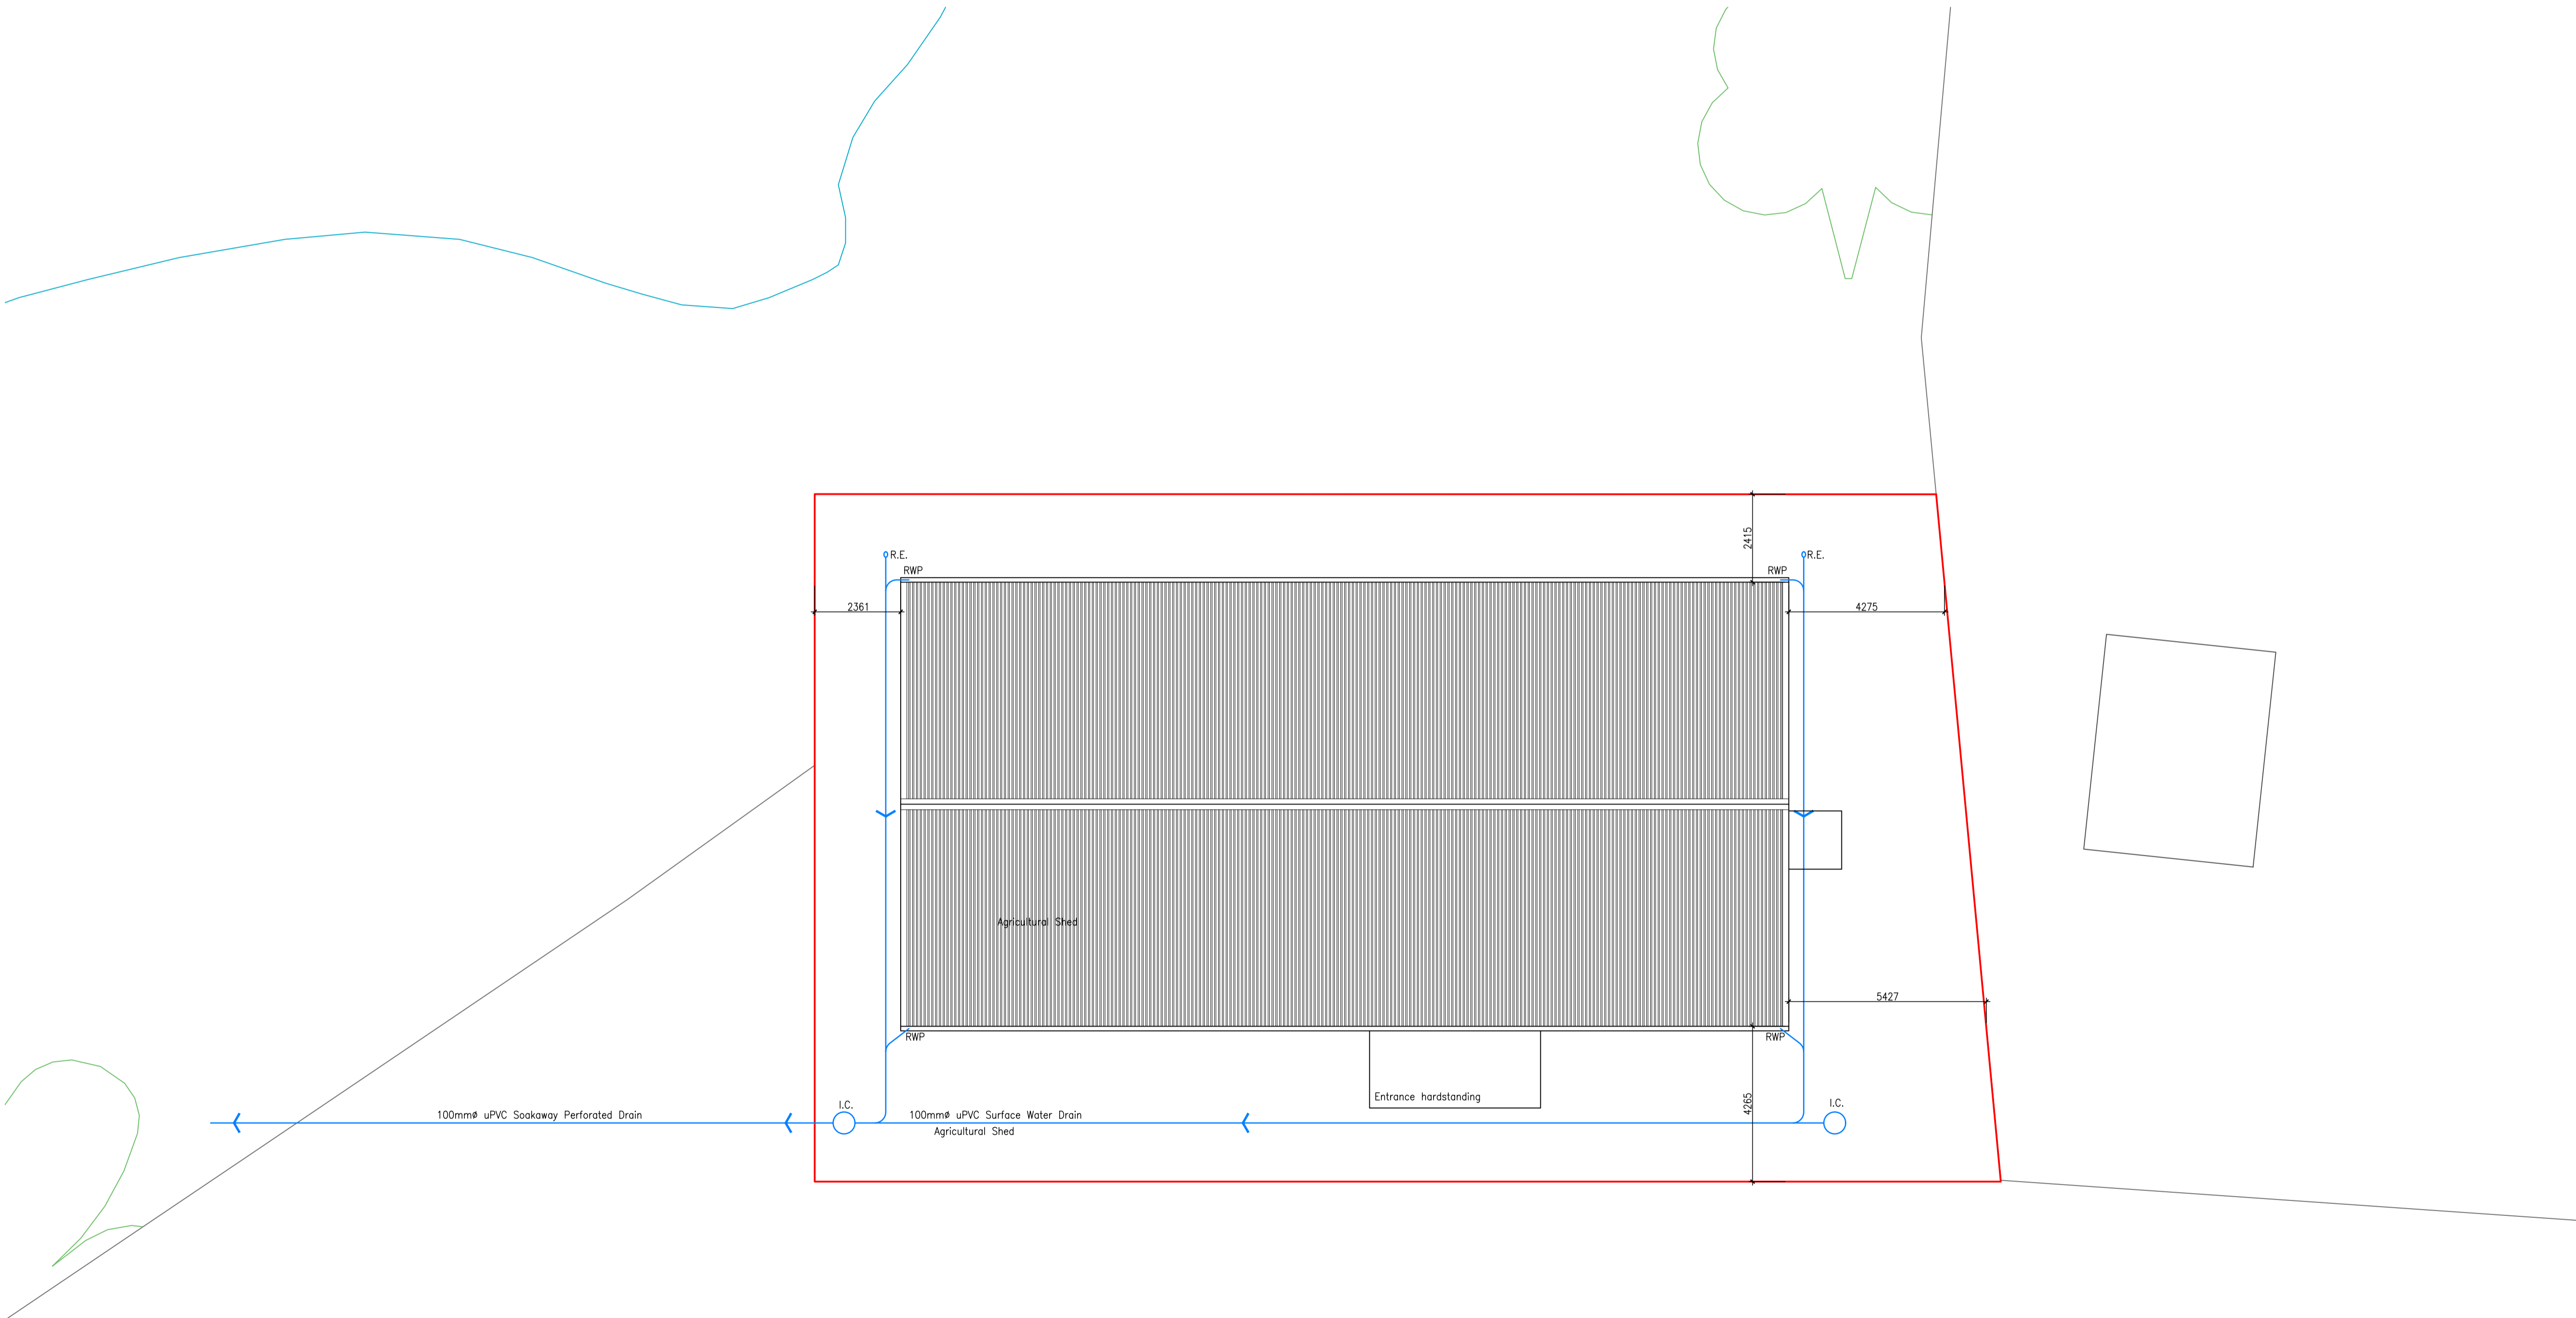 2415
R.E.
R.E.
RWP
RWP
2361
4275
Agricultural Shed
5427
RWP
RWP
Entrance hardstanding
4265
I.C.
I.C.
100mmø uPVC Soakaway Perforated Drain
100mmø uPVC Surface Water Drain
Agricultural Shed